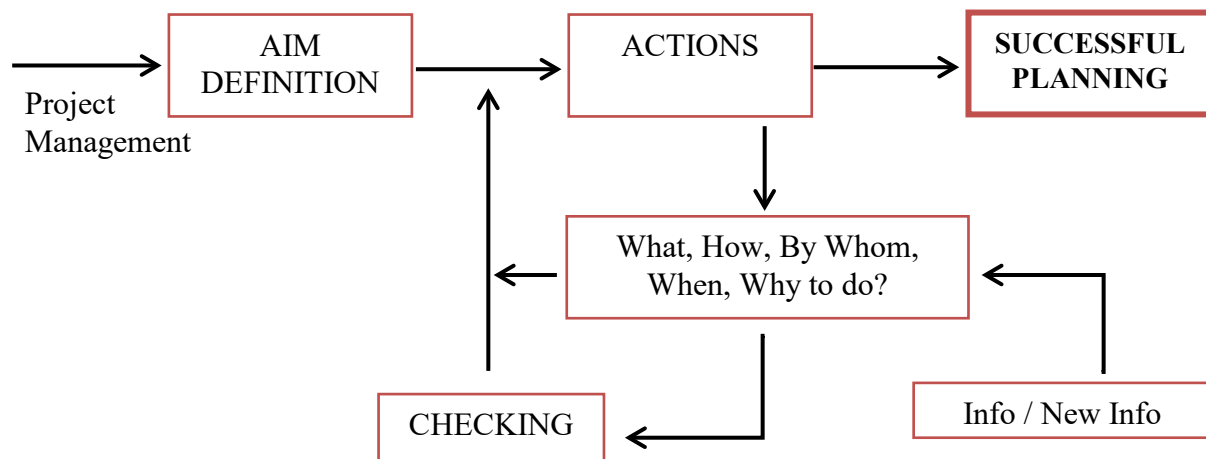 AIM
DEFINITION
ACTIONS
SUCCESSFUL
PLANNING
Project
Management
What, How, By Whom,
When, Why to do?
CHECKING
Info / New Info